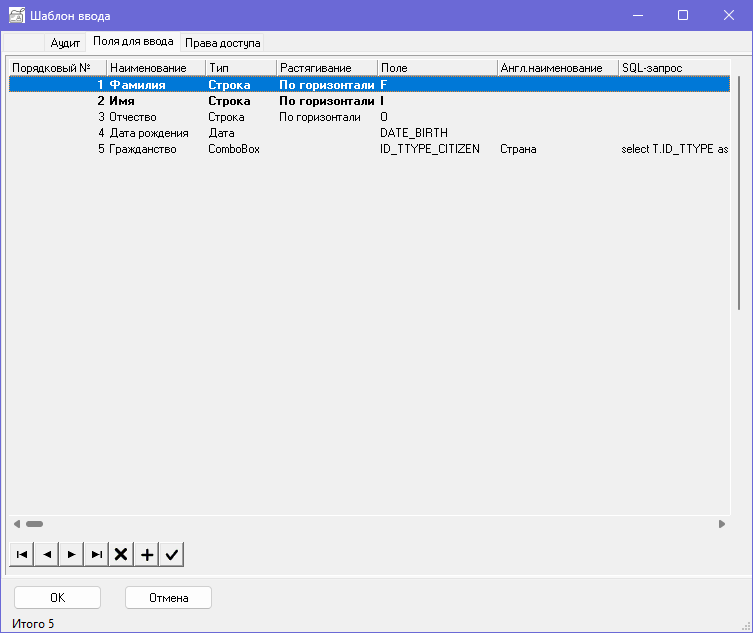 Шаблон ввода
Аудит Поля для ввода Права доступа
Порядковый № Наименование Тип Растягивание Поле Англ.наименование SQL-запрос
1 Фамилия Строка По горизонтали F
2 Имя Строка По горизонтали I
3 Отчество Строка По горизонтали O
4 Дата рождения Дата DATE_BIRTH
5 Гражданство ComboBox ID_TTYPE_CITIZEN Страна select T.ID_TTYPE as
OK Отмена
Итого 5